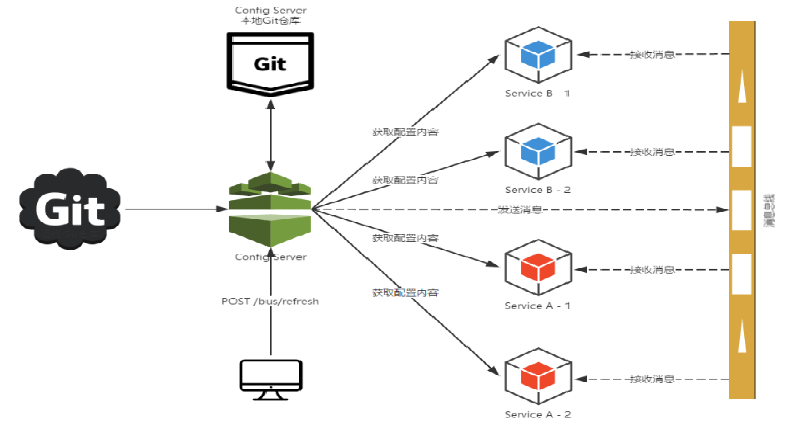 Config Server
本地Git仓库
Git
获取配置内容
Service B - 1
接收消息
获取配置内容
Service B - 2
接收消息
Git
Config Server
发送消息
消息总线
获取配置内容
Service A - 1
接收消息
POST /bus/refresh
获取配置内容
Service A - 2
接收消息